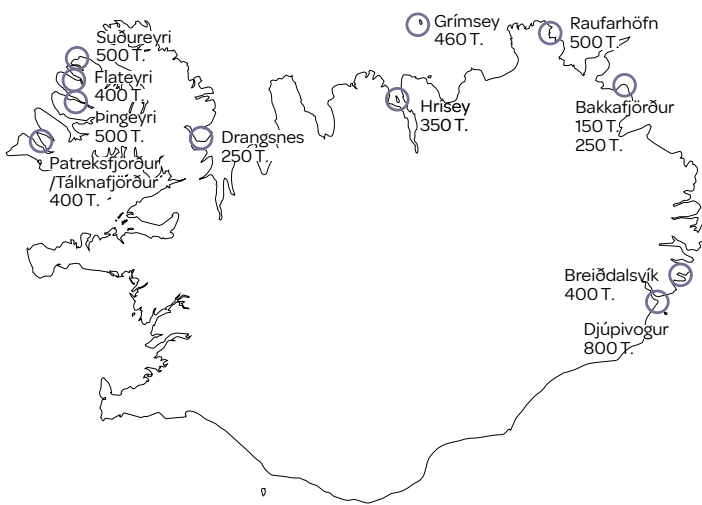 Suðureyri
500 T.
Flateyri
400 T.
Þingeyri
500 T.
Patreksfjörður
/Tálknafjörður
400 T.
Drangsnes
250 T.
Grímsey
460 T.
Hrísey
350 T.
Raufarhöfn
500 T.
Bakkafjörður
150 T.
250 T.
Breiðdalsvík
400 T.
Djúpivogur
800 T.